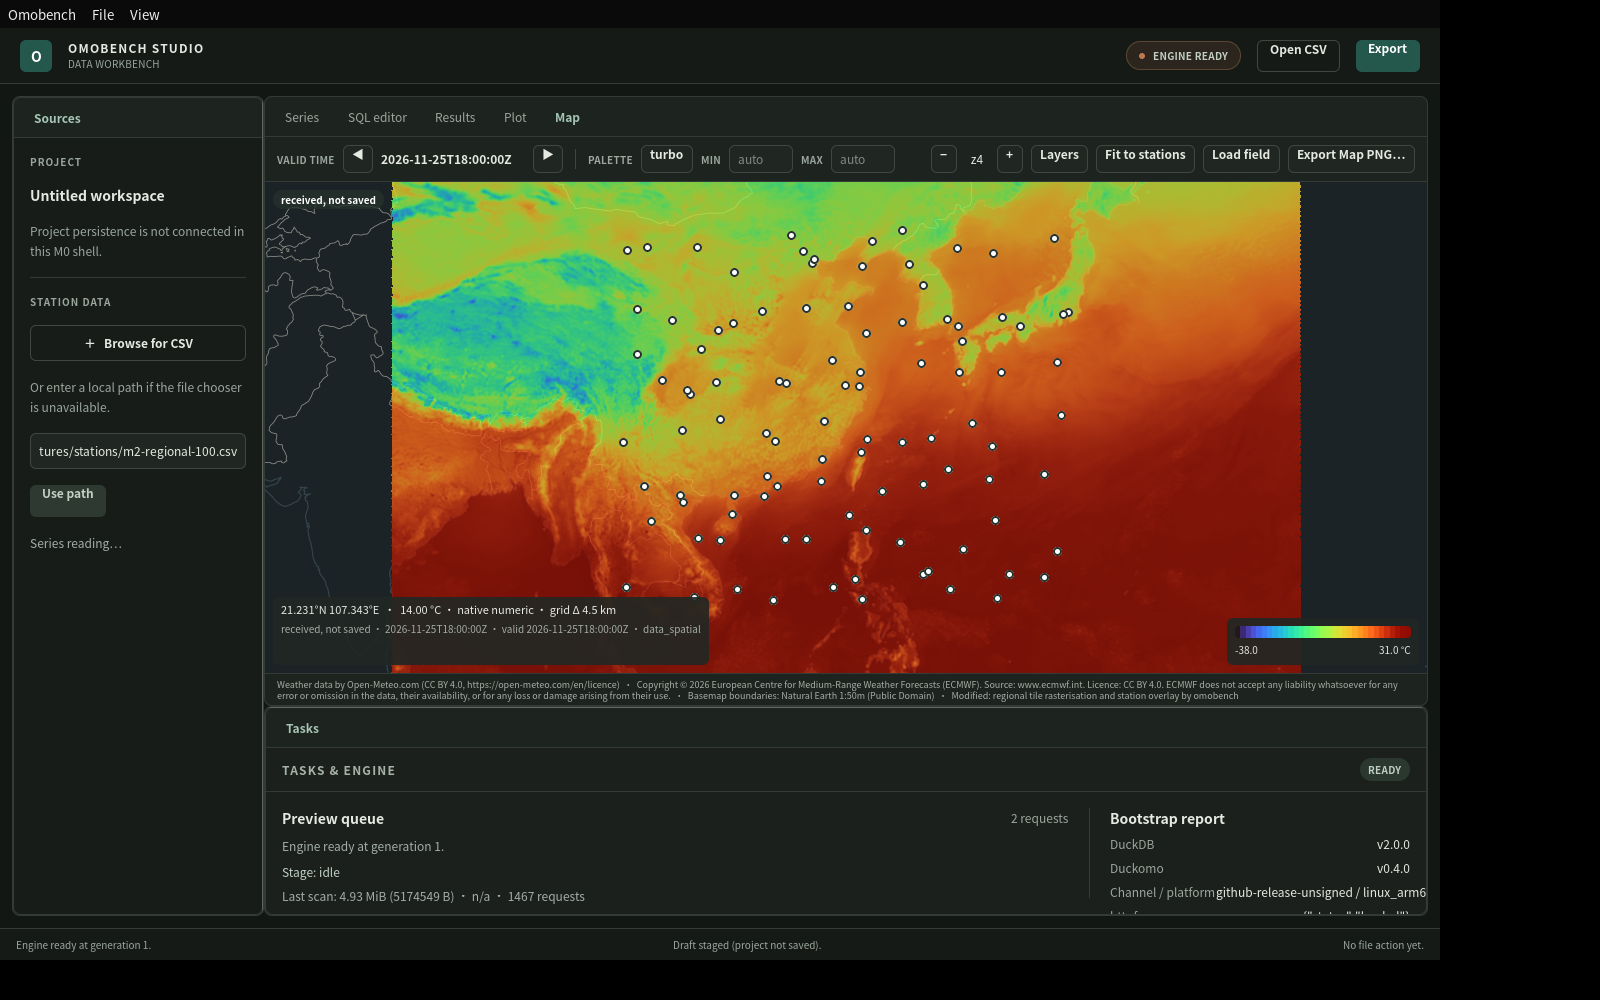 Omobench File View
O
OMOBENCH STUDIO
DATA WORKBENCH
ENGINE READY
Open CSV
Export
Sources
PROJECT
Untitled workspace
Project persistence is not connected in
this M0 shell.
STATION DATA
+ Browse for CSV
Or enter a local path if the file chooser
is unavailable.
tures/stations/m2-regional-100.csv
Use path
Series reading…
Series SQL editor Results Plot Map
VALID TIME ◀ 2026-11-25T18:00:00Z ▶ PALETTE turbo MIN auto MAX auto − z4 + Layers Fit to stations Load field Export Map PNG…
received, not saved
21.231°N 107.343°E · 14.00 °C · native numeric · grid Δ 4.5 km
received, not saved · 2026-11-25T18:00:00Z · valid 2026-11-25T18:00:00Z · data_spatial
-38.0 31.0 °C
Weather data by Open-Meteo.com (CC BY 4.0, https://open-meteo.com/en/licence) · Copyright © 2026 European Centre for Medium-Range Weather Forecasts (ECMWF). Source: www.ecmwf.int. Licence: CC BY 4.0. ECMWF does not accept any liability whatsoever for any
error or omission in the data, their availability, or for any loss or damage arising from their use. · Basemap boundaries: Natural Earth 1:50m (Public Domain) · Modified: regional tile rasterisation and station overlay by omobench
Tasks
TASKS & ENGINE
READY
Preview queue
2 requests
Engine ready at generation 1.
Stage: idle
Last scan: 4.93 MiB (5174549 B) · n/a · 1467 requests
Bootstrap report
DuckDB v2.0.0
Duckomo v0.4.0
Channel / platform github-release-unsigned / linux_arm6
Engine ready at generation 1.
Draft staged (project not saved).
No file action yet.